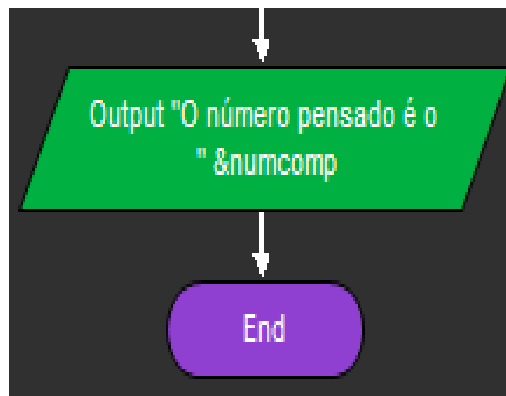 Output "O número pensado é o
" &numcomp
End